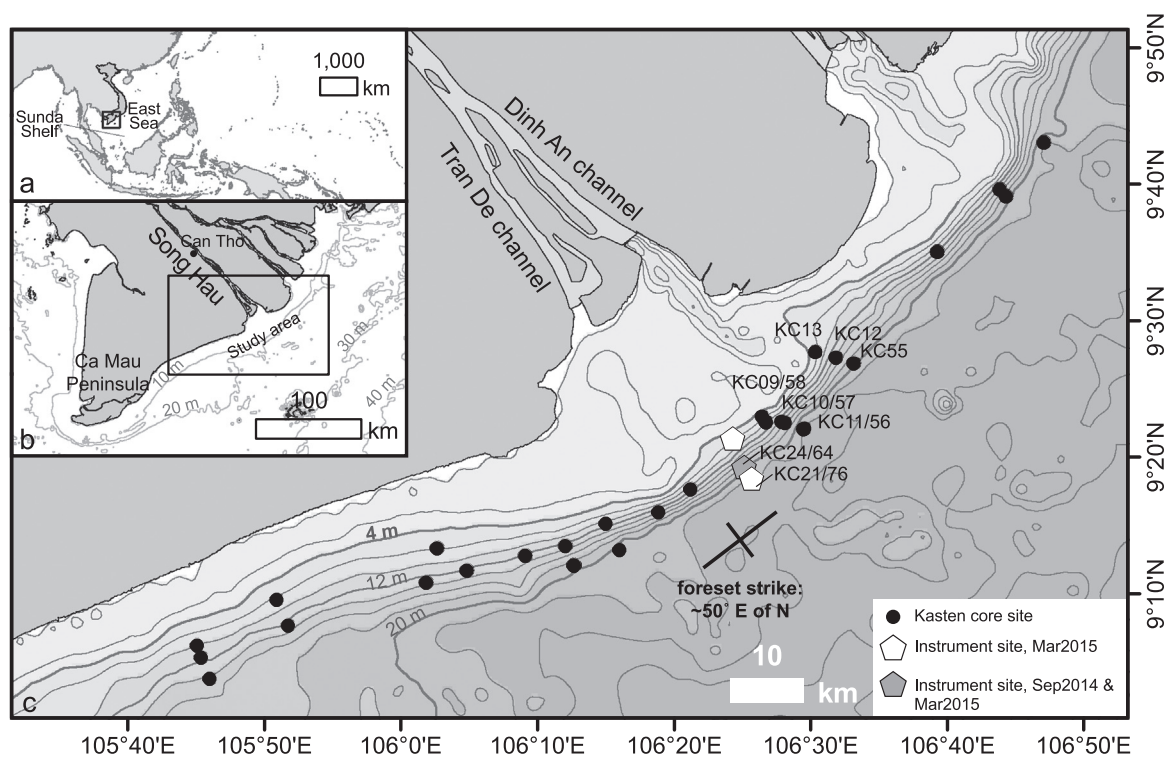 1,000
km
Sunda
Shelf
East
Sea
a
Song Hau
Can Tho
Study area
Ca Mau
Peninsula
10 m
20 m
30 m
40 m
100
km
b
Dinh An channel
Tran De channel
KC13
KC12
KC55
KC09/58
KC10/57
KC11/56
KC24/64
KC21/76
4 m
12 m
20 m
foreset strike:
~50° E of N
10
km
Kasten core site
Instrument site, Mar2015
Instrument site, Sep2014 &
Mar2015
c
9°50'N
9°40'N
9°30'N
9°20'N
9°10'N
105°40'E
105°50'E
106°0'E
106°10'E
106°20'E
106°30'E
106°40'E
106°50'E